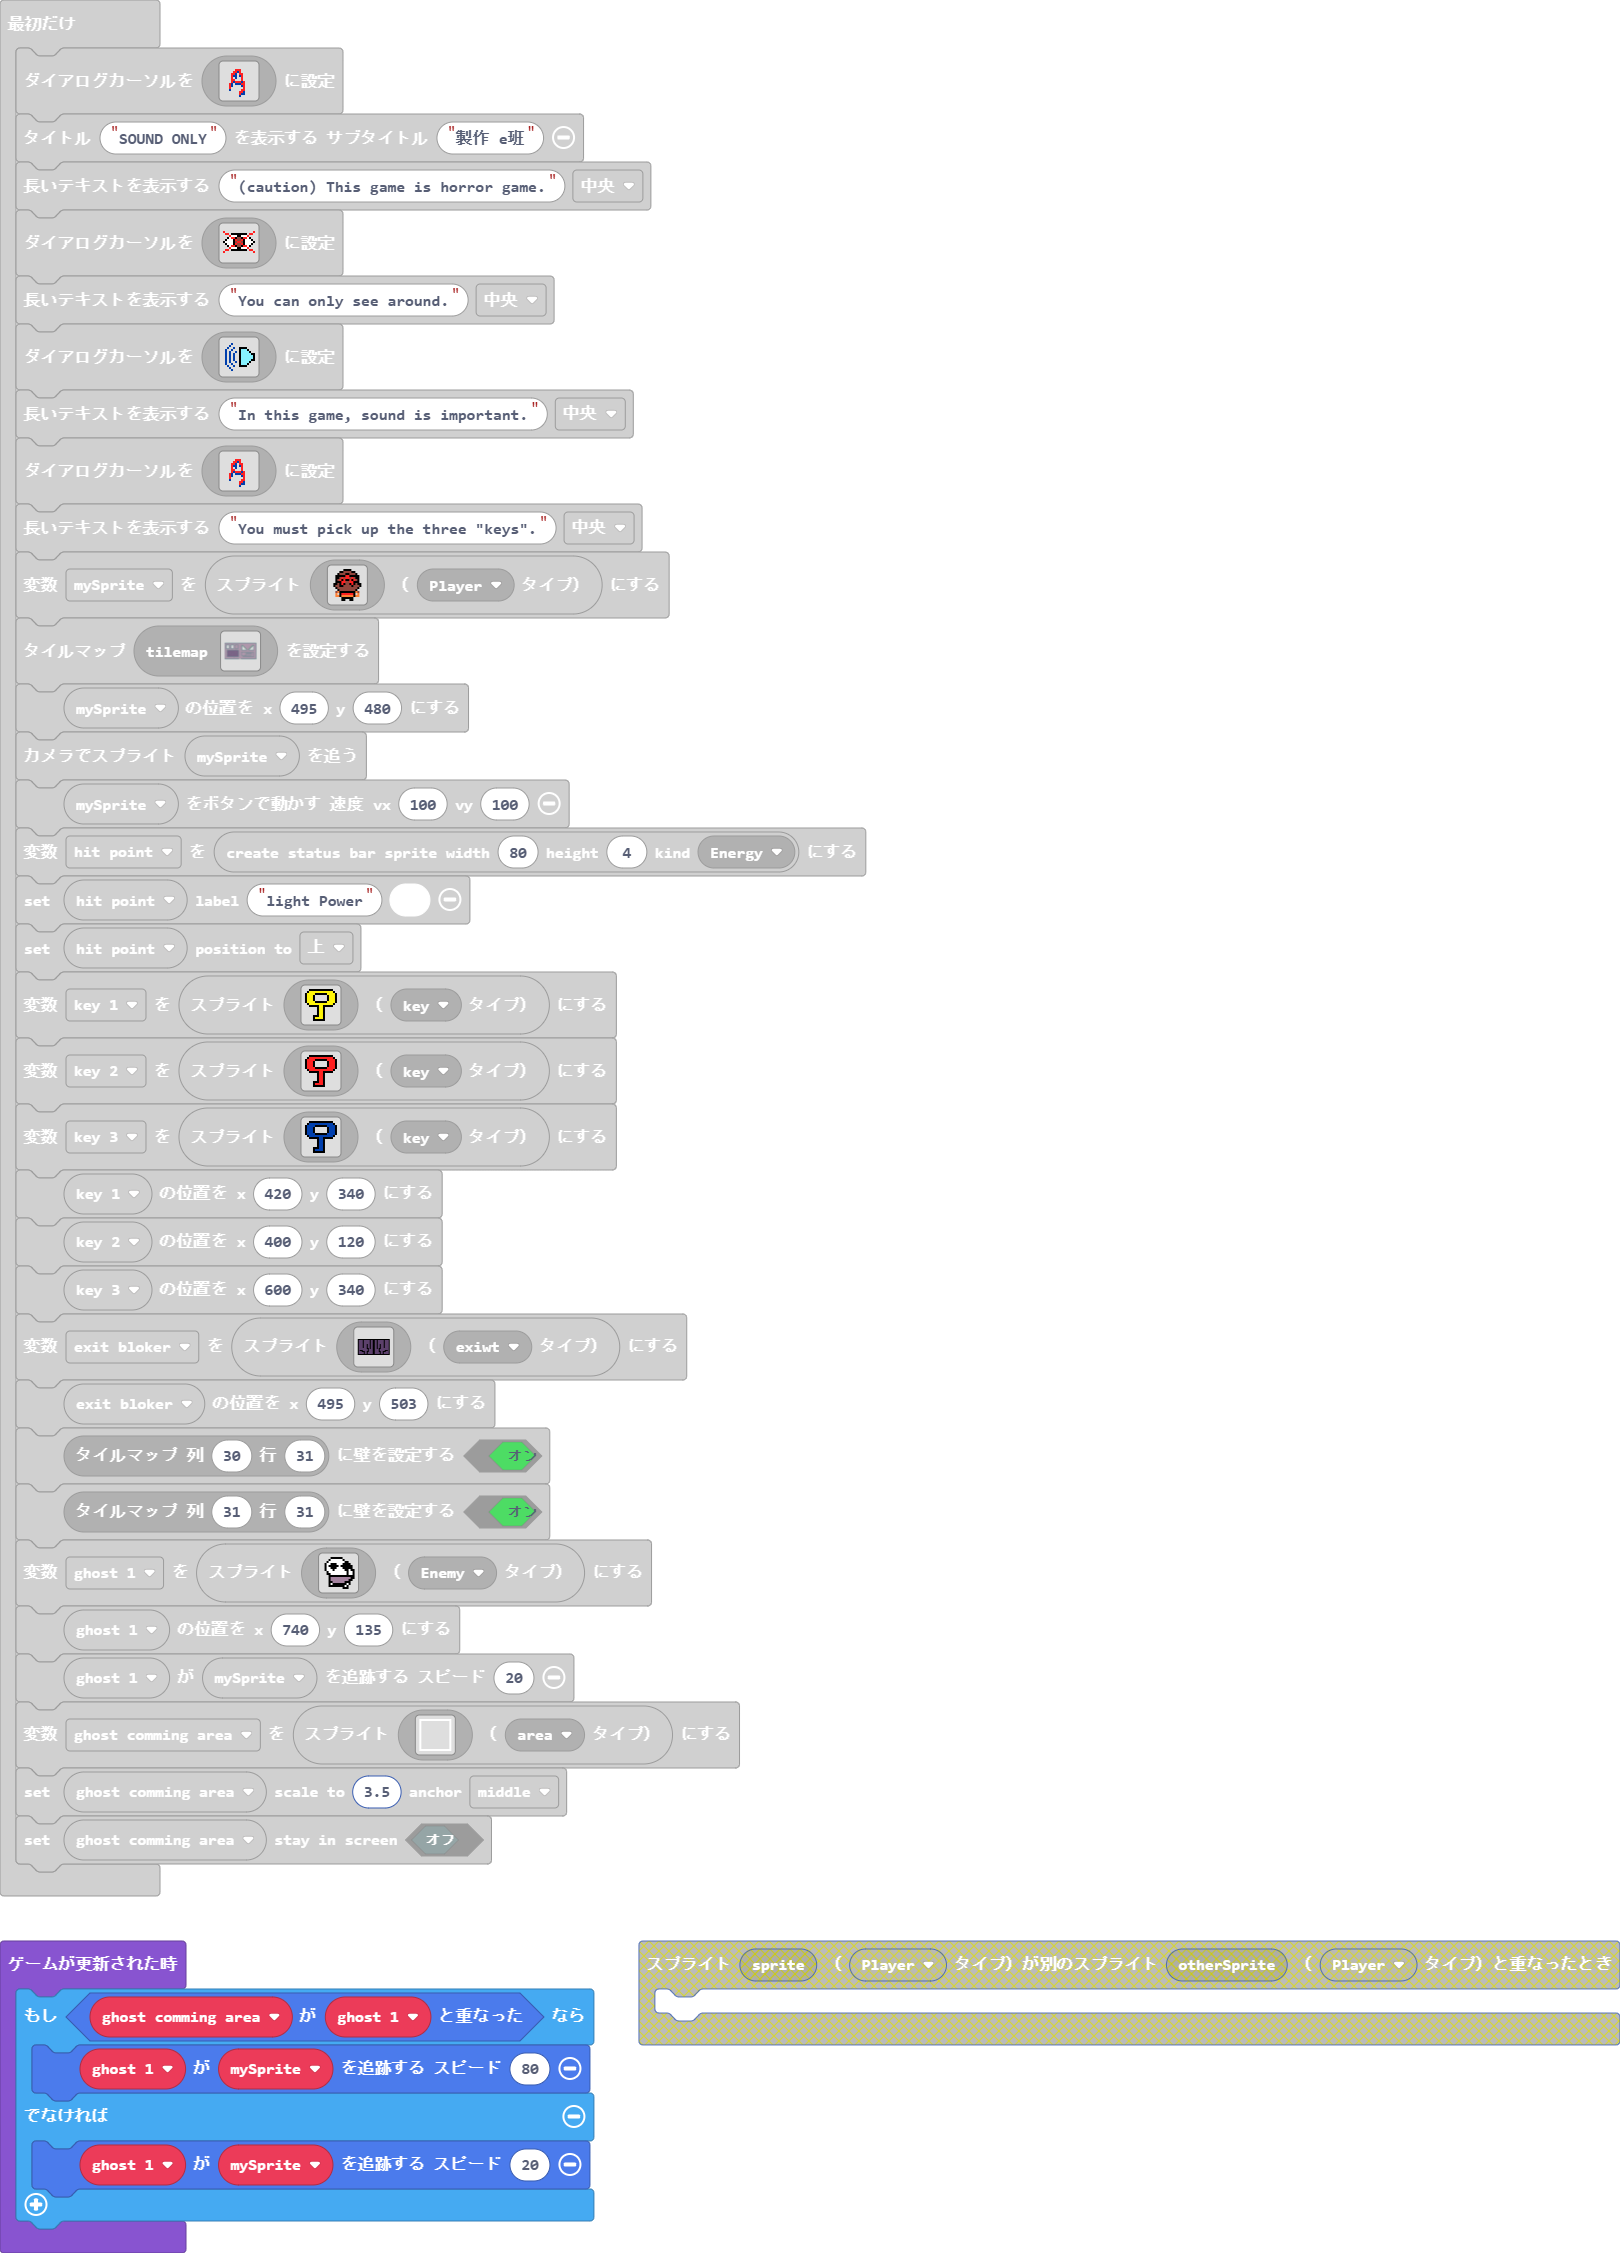 最初だけ
ダイアログカーソルを に設定
タイトル "SOUND ONLY" を表示する サブタイトル "製作 e班"
長いテキストを表示する "(caution) This game is horror game." 中央
ダイアログカーソルを に設定
長いテキストを表示する "You can only see around." 中央
ダイアログカーソルを に設定
長いテキストを表示する "In this game, sound is important." 中央
ダイアログカーソルを に設定
長いテキストを表示する "You must pick up the three "keys"." 中央
変数 mySprite を スプライト ( Player タイプ) にする
タイルマップ tilemap を設定する
mySprite の位置を x 495 y 480 にする
カメラでスプライト mySprite を追う
mySprite をボタンで動かす 速度 vx 100 vy 100
変数 hit point を create status bar sprite width 80 height 4 kind Energy にする
set hit point label "light Power"
set hit point position to 上
変数 key 1 を スプライト ( key タイプ) にする
変数 key 2 を スプライト ( key タイプ) にする
変数 key 3 を スプライト ( key タイプ) にする
key 1 の位置を x 420 y 340 にする
key 2 の位置を x 400 y 120 にする
key 3 の位置を x 600 y 340 にする
変数 exit bloker を スプライト ( exiwt タイプ) にする
exit bloker の位置を x 495 y 503 にする
タイルマップ 列 30 行 31 に壁を設定する オン
タイルマップ 列 31 行 31 に壁を設定する オン
変数 ghost 1 を スプライト ( Enemy タイプ) にする
ghost 1 の位置を x 740 y 135 にする
ghost 1 が mySprite を追跡する スピード 20
変数 ghost comming area を スプライト ( area タイプ) にする
set ghost comming area scale to 3.5 anchor middle
set ghost comming area stay in screen オフ
ゲームが更新された時
もし ghost comming area が ghost 1 と重なった なら
ghost 1 が mySprite を追跡する スピード 80
でなければ
ghost 1 が mySprite を追跡する スピード 20
スプライト sprite ( Player タイプ) が別のスプライト otherSprite ( Player タイプ) と重なったとき